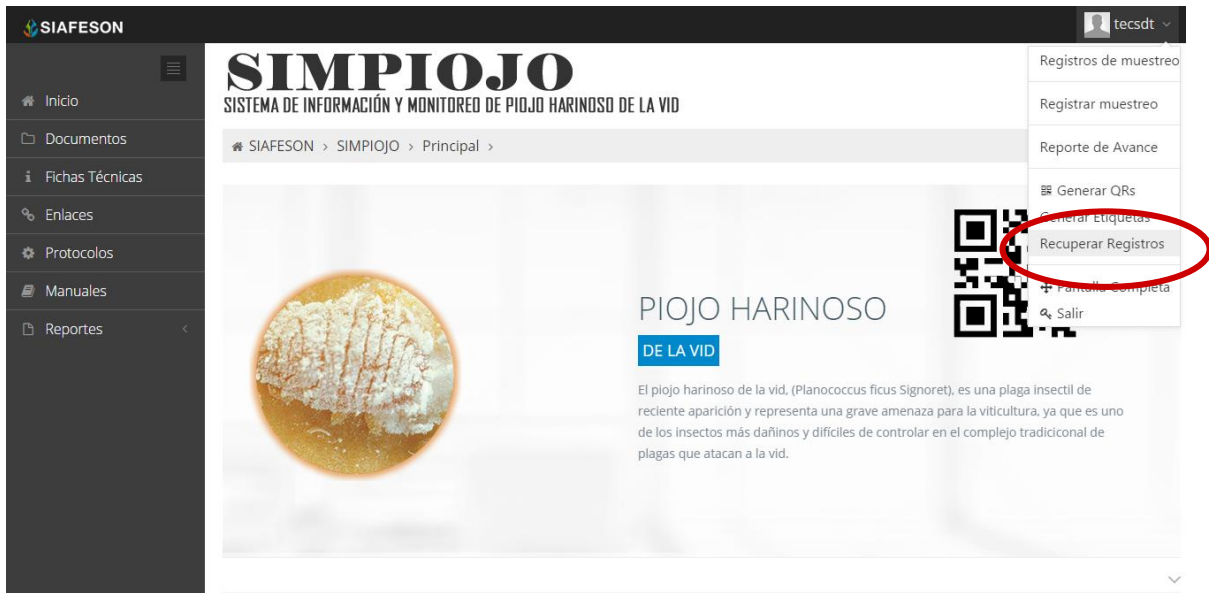 SIAFESON
tecsdt
Inicio
Documentos
Fichas Técnicas
Enlaces
Protocolos
Manuales
Reportes
SIMPIOJO
SISTEMA DE INFORMACIÓN Y MONITOREO DE PIOJO HARINOSO DE LA VID
SIAFESON > SIMPIOJO > Principal >
Registros de muestreo
Registrar muestreo
Reporte de Avance
Generar QRs
Generar Etiquetas
Recuperar Registros
Pantalla Completa
Salir
PIOJO HARINOSO
DE LA VID
El piojo harinoso de la vid, (Planococcus ficus Signoret), es una plaga insectil de
reciente aparición y representa una grave amenaza para la viticultura, ya que es uno
de los insectos más dañinos y difíciles de controlar en el complejo tradiciconal de
plagas que atacan a la vid.